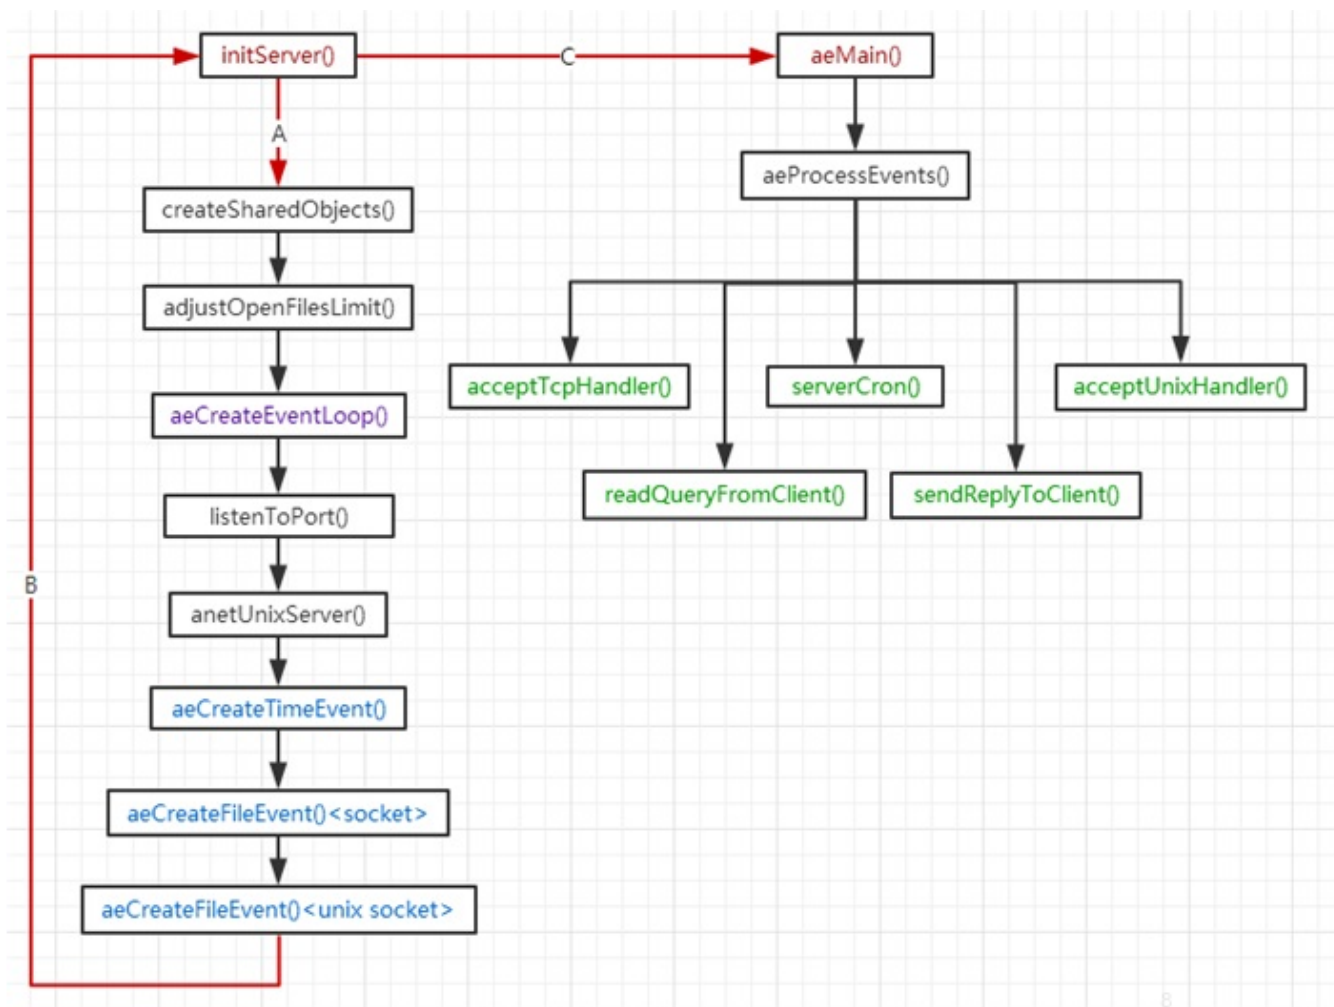 initServer()
C
aeMain()
A
aeProcessEvents()
createSharedObjects()
adjustOpenFilesLimit()
acceptTcpHandler()
serverCron()
acceptUnixHandler()
aeCreateEventLoop()
readQueryFromClient()
sendReplyToClient()
listenToPort()
B
anetUnixServer()
aeCreateTimeEvent()
aeCreateFileEvent()<socket>
aeCreateFileEvent()<unix socket>
8